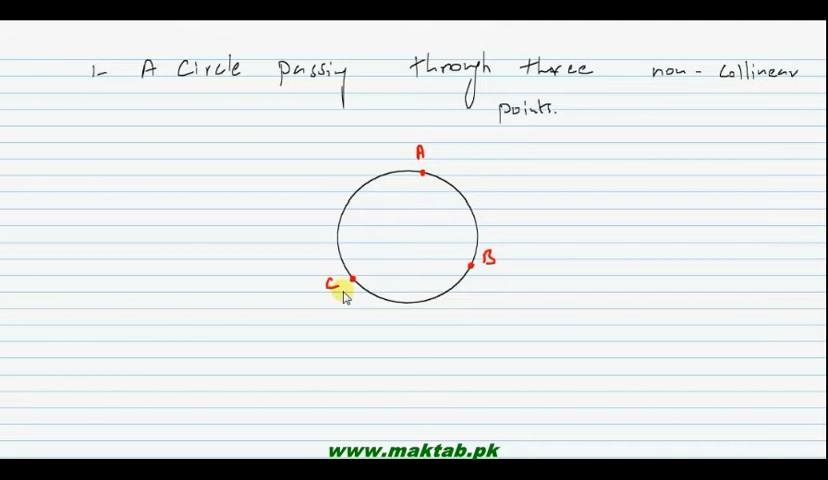 1- A Circle passing through three non-collinear
points.
A
B
C
www.maktab.pk